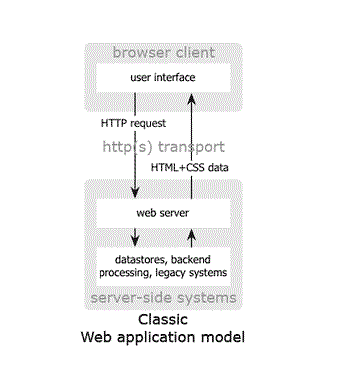 browser client
user interface
HTTP request
http(s) transport
HTML+CSS data
web server
datastores, backend
processing, legacy systems
server-side systems
Classic
Web application model